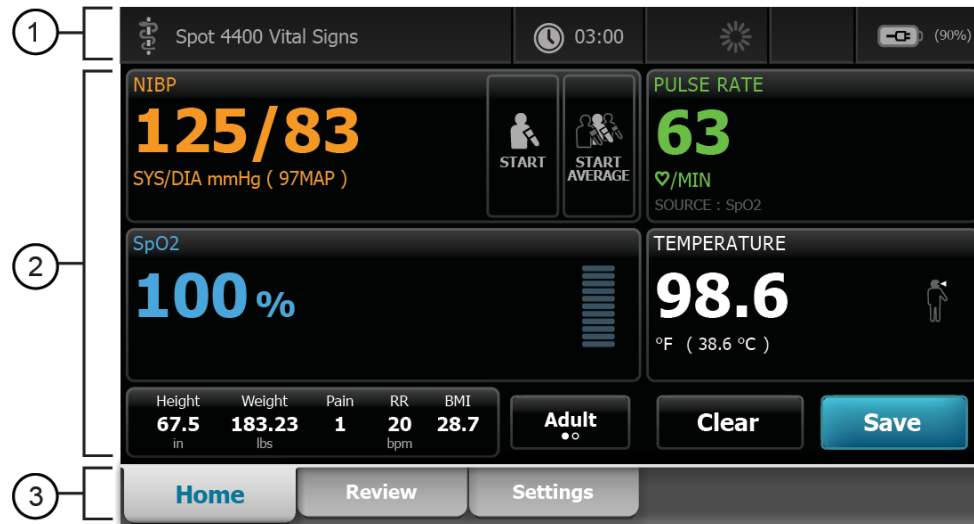 1
Spot 4400 Vital Signs
03:00
(90%)
2
NIBP
125/83
SYS/DIA mmHg ( 97MAP )
START
START
AVERAGE
PULSE RATE
63
♡/MIN
SOURCE : SpO2
SpO2
100 %
TEMPERATURE
98.6
°F ( 38.6 °C )
Height Weight Pain RR BMI
67.5 183.23 1 20 28.7
in lbs bpm
Adult
Clear
Save
3
Home
Review
Settings